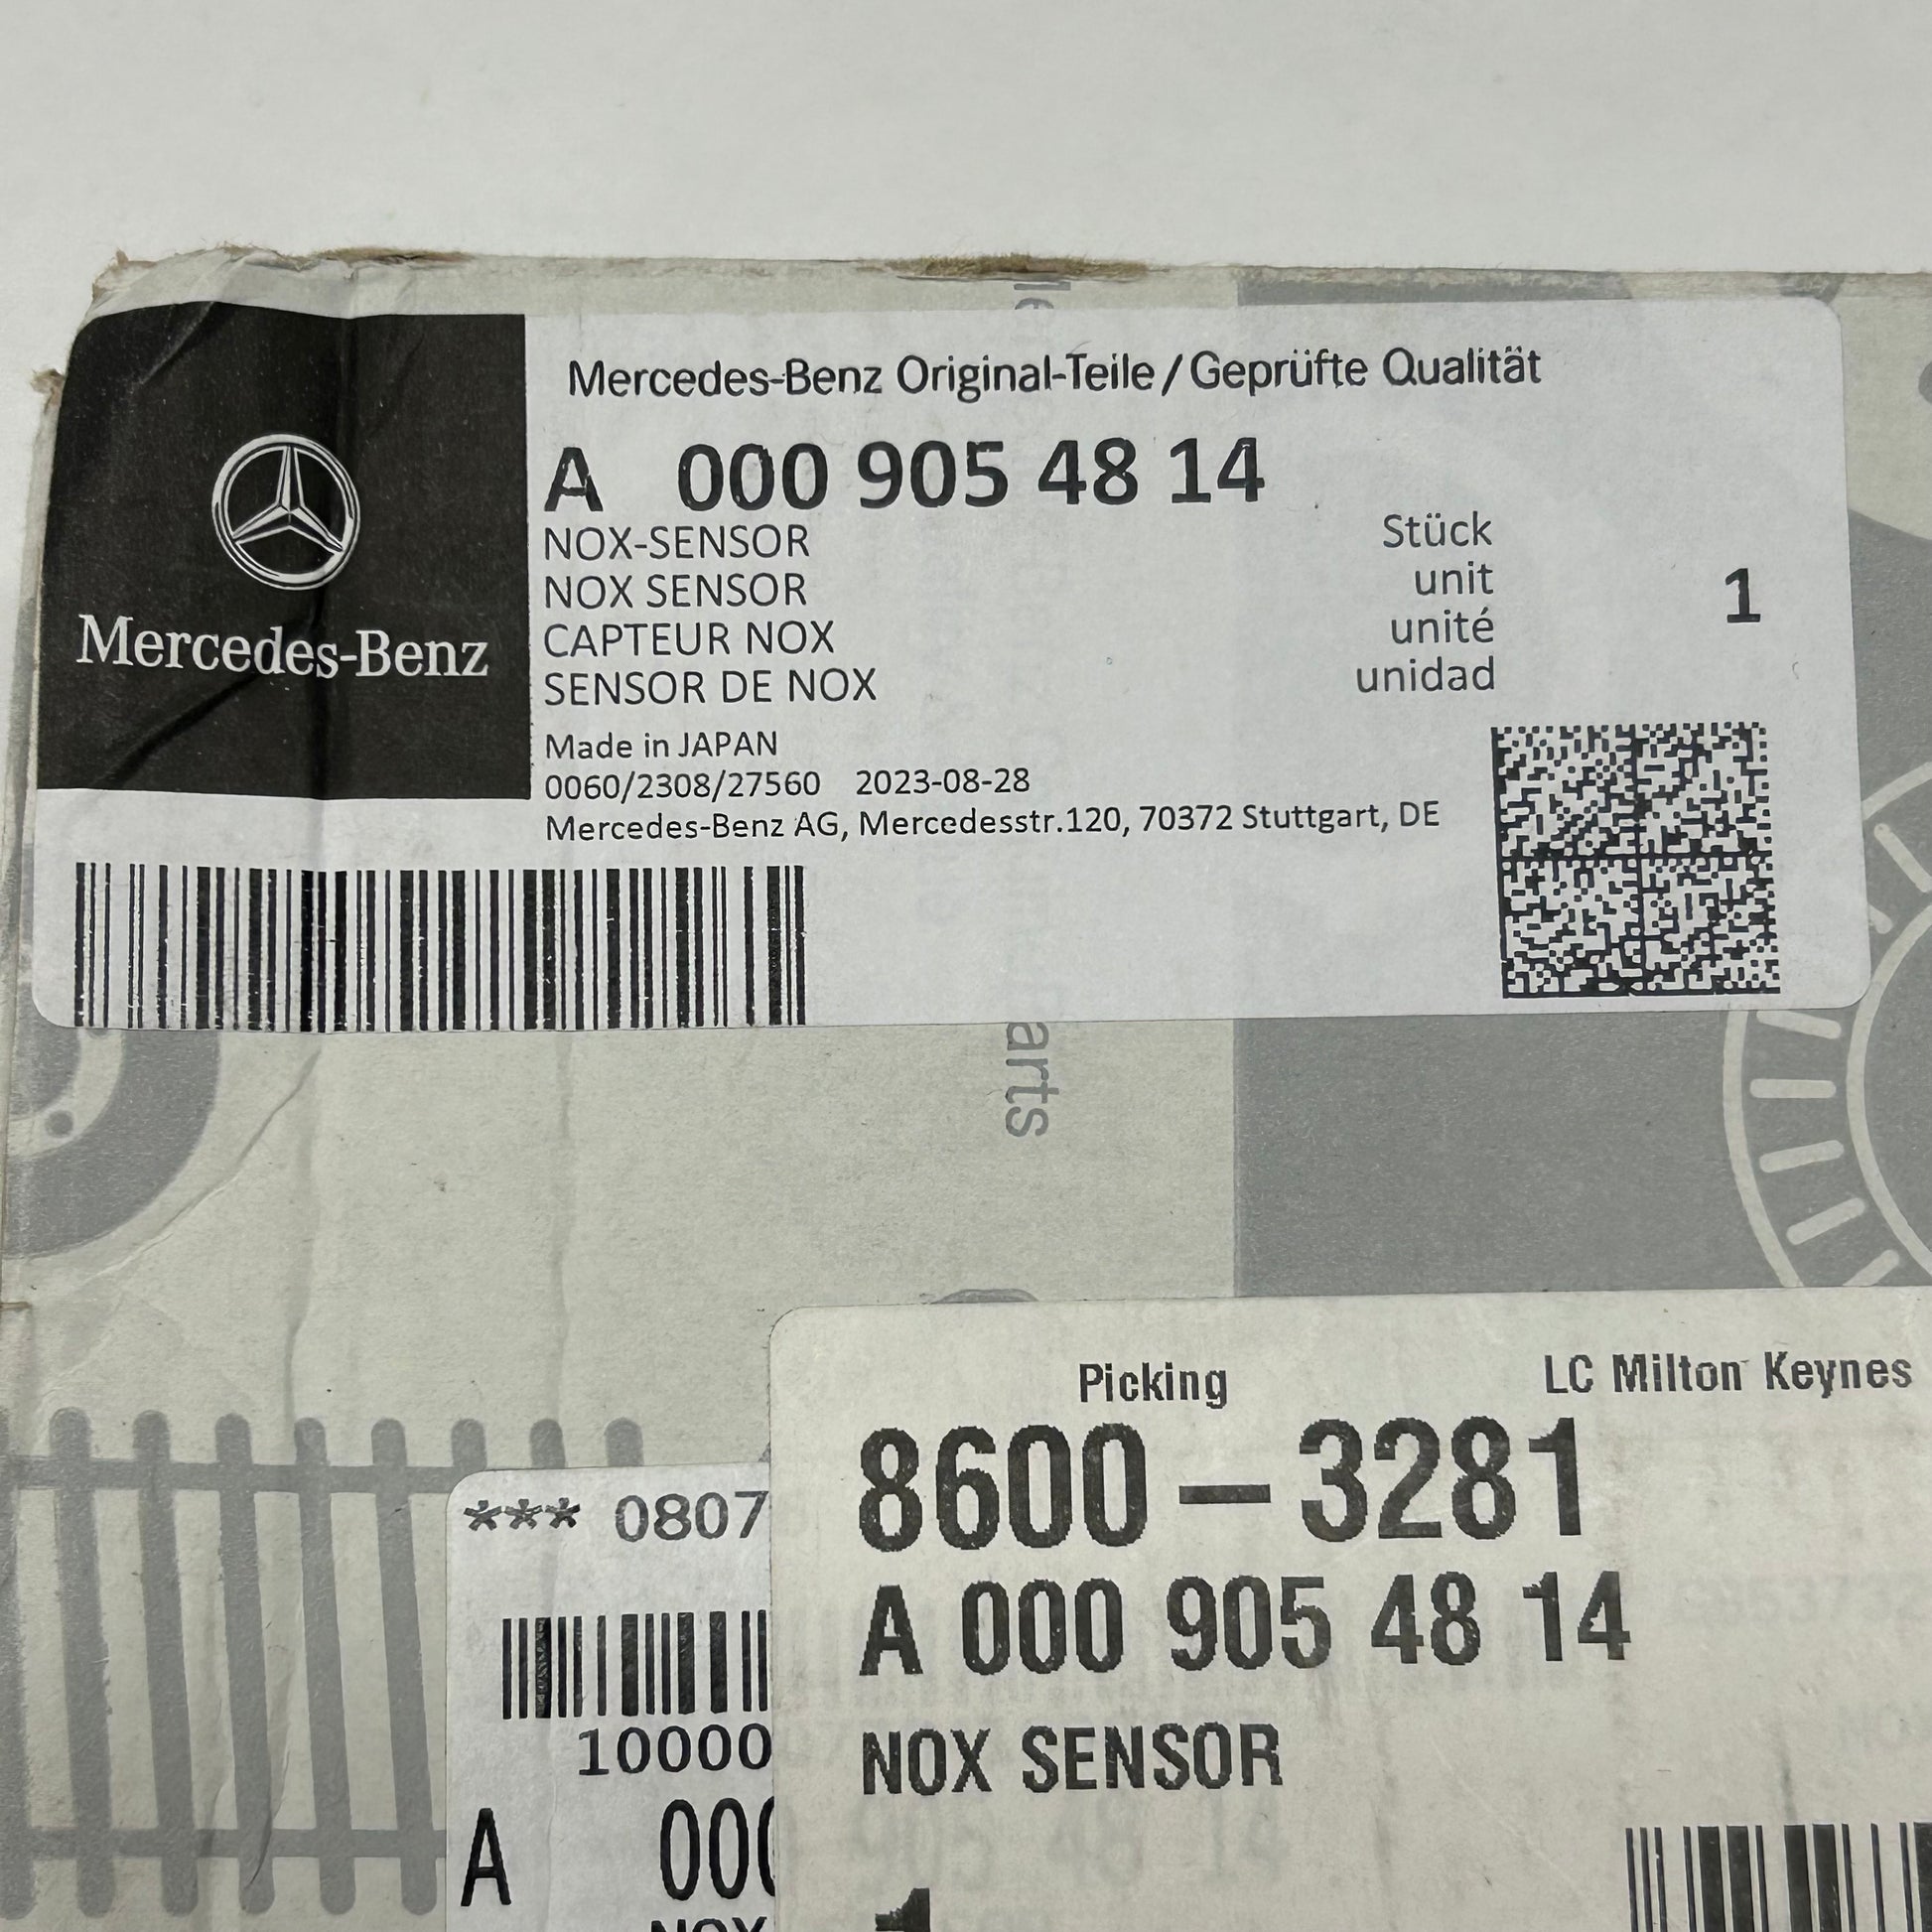 Mercedes-Benz
Mercedes-Benz Original-Teile / Geprüfte Qualität
A 000 905 48 14
NOX-SENSOR
NOX SENSOR
CAPTEUR NOX
SENSOR DE NOX
Stück
unit
unité
unidad
1
Made in JAPAN
0060/2308/27560 2023-08-28
Mercedes-Benz AG, Mercedesstr.120, 70372 Stuttgart, DE
arts
Picking LC Milton Keynes
8600 – 3281
A 000 905 48 14
NOX SENSOR
1
*** 0807
10000
A 000
NOX